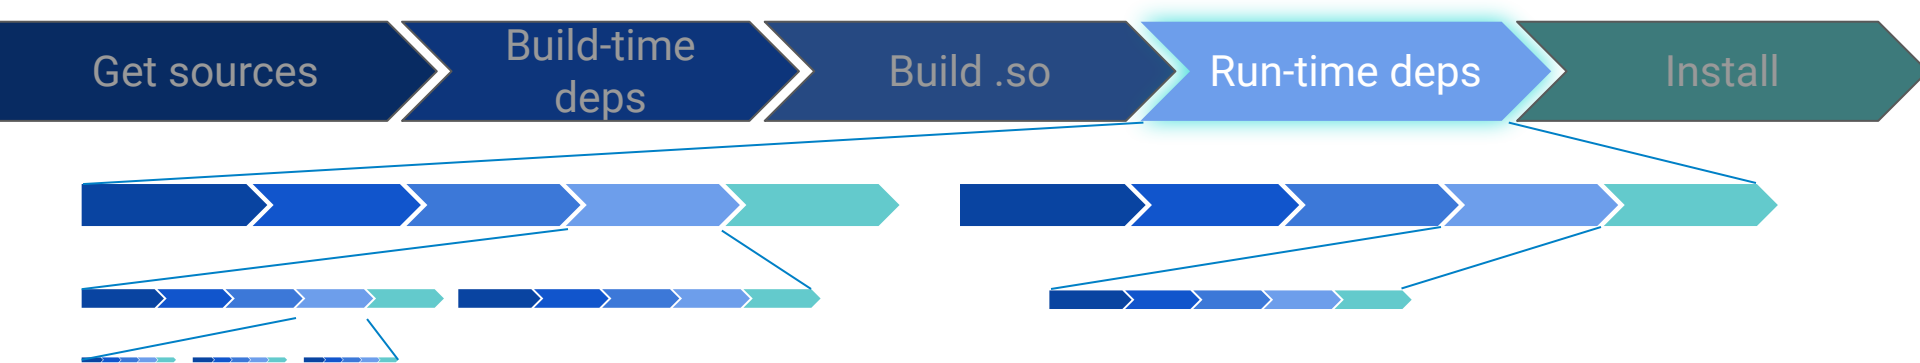 Get sources
Build-time
deps
Build .so
Run-time deps
Install